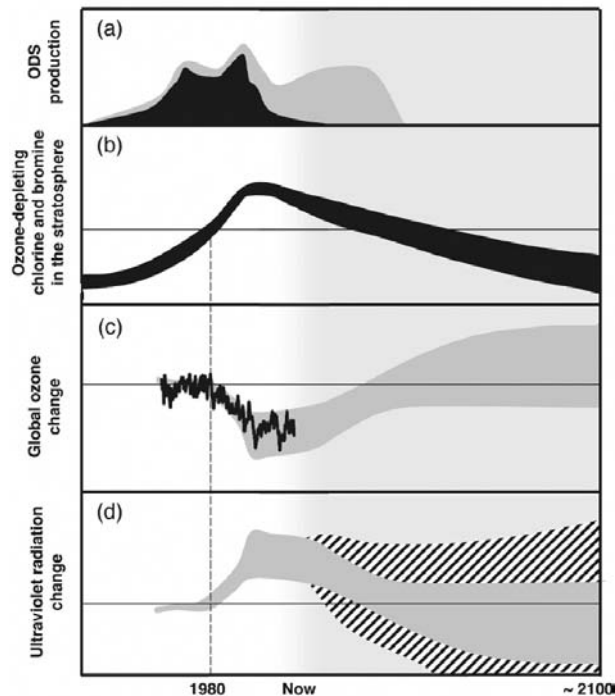 (a)
ODS
production
(b)
Ozone-depleting
chlorine and bromine
in the stratosphere
(c)
Global ozone
change
(d)
Ultraviolet radiation
change
1980 Now ~ 2100